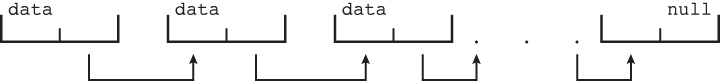 data data data null
. . .